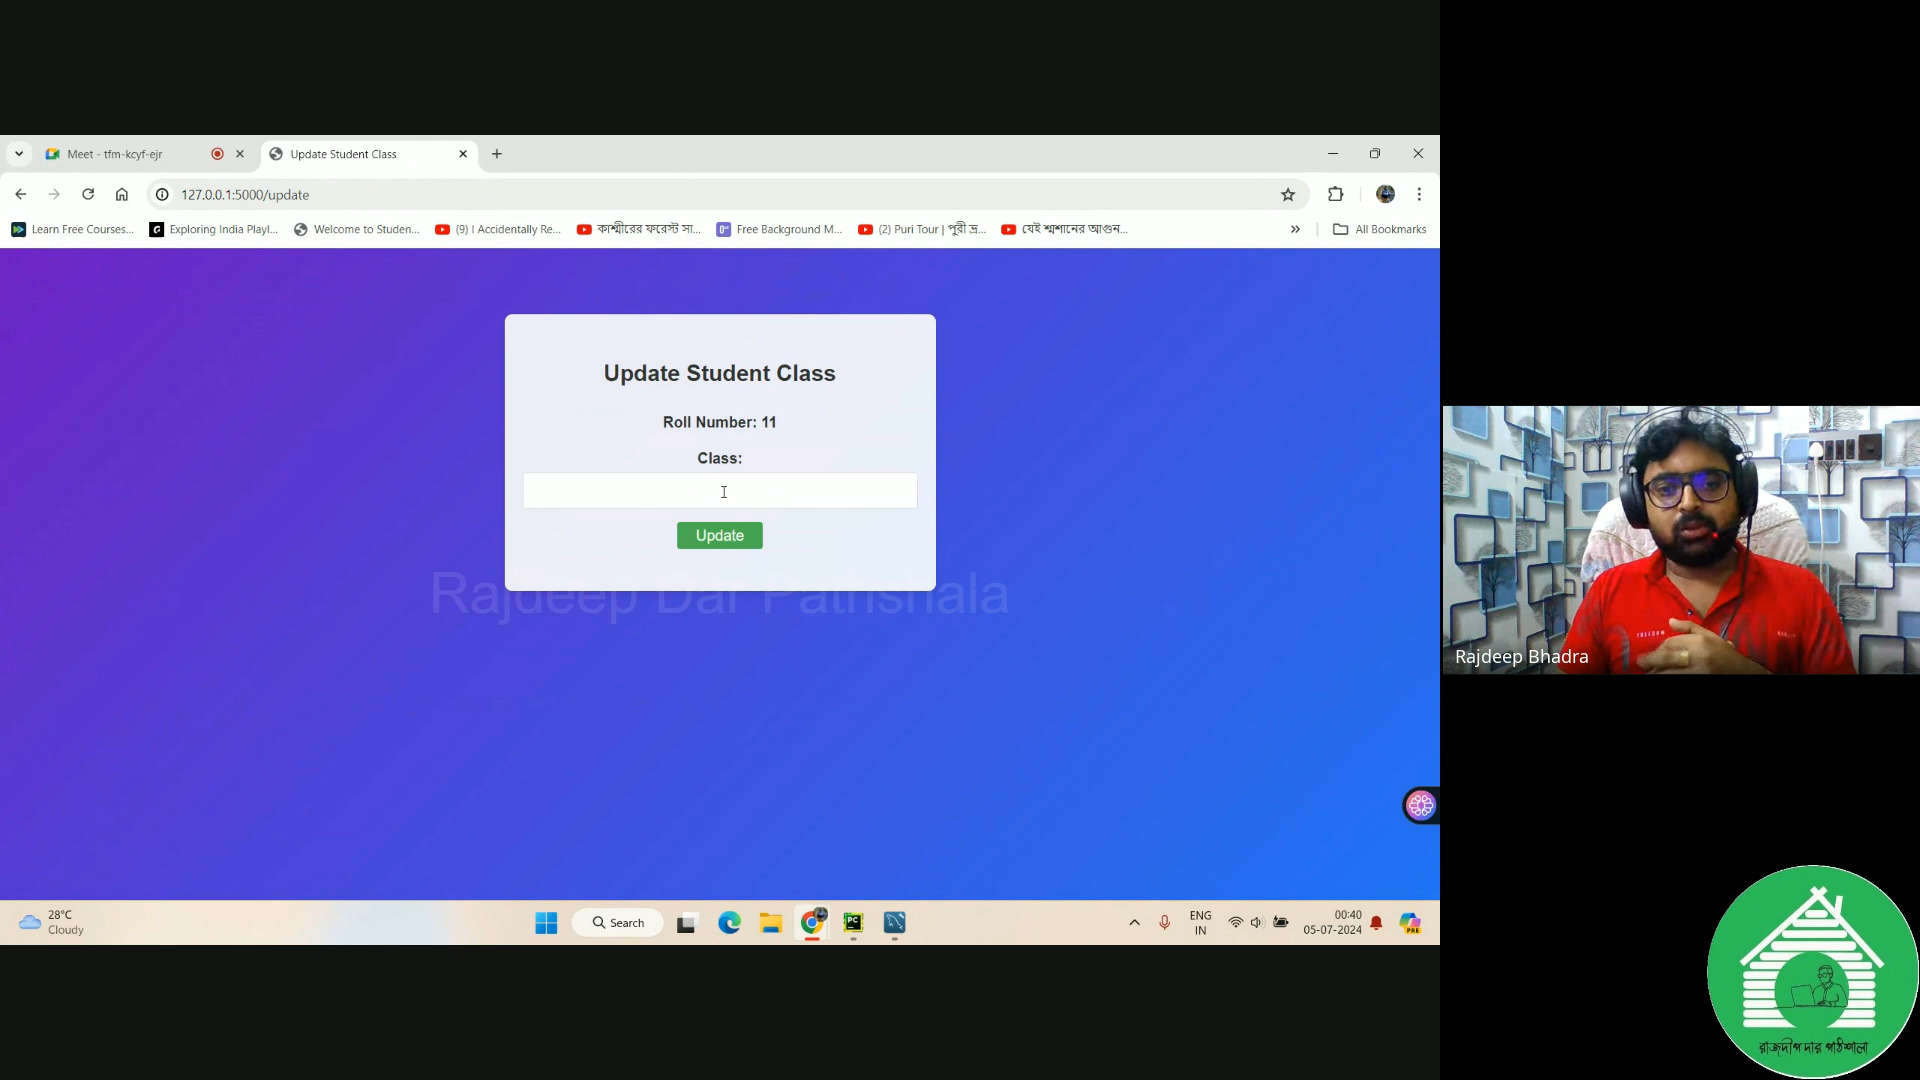 Meet - tfm-kcyf-ejr
Update Student Class
127.0.0.1:5000/update
Learn Free Courses...
Exploring India Playl...
Welcome to Studen...
(9) I Accidentally Re...
কাশ্মীরের ফরেস্ট সা...
Free Background M...
(2) Puri Tour | পুরী ভ্র...
যেই শ্মশানের আগুন...
All Bookmarks
Update Student Class
Roll Number: 11
Class:
Update
Rajdeep Dar Pathshala
Rajdeep Bhadra
28°C
Cloudy
Search
PC
ENG
IN
00:40
05-07-2024
PRE
FREEDOM
রাজদীপ দার পাঠশালা